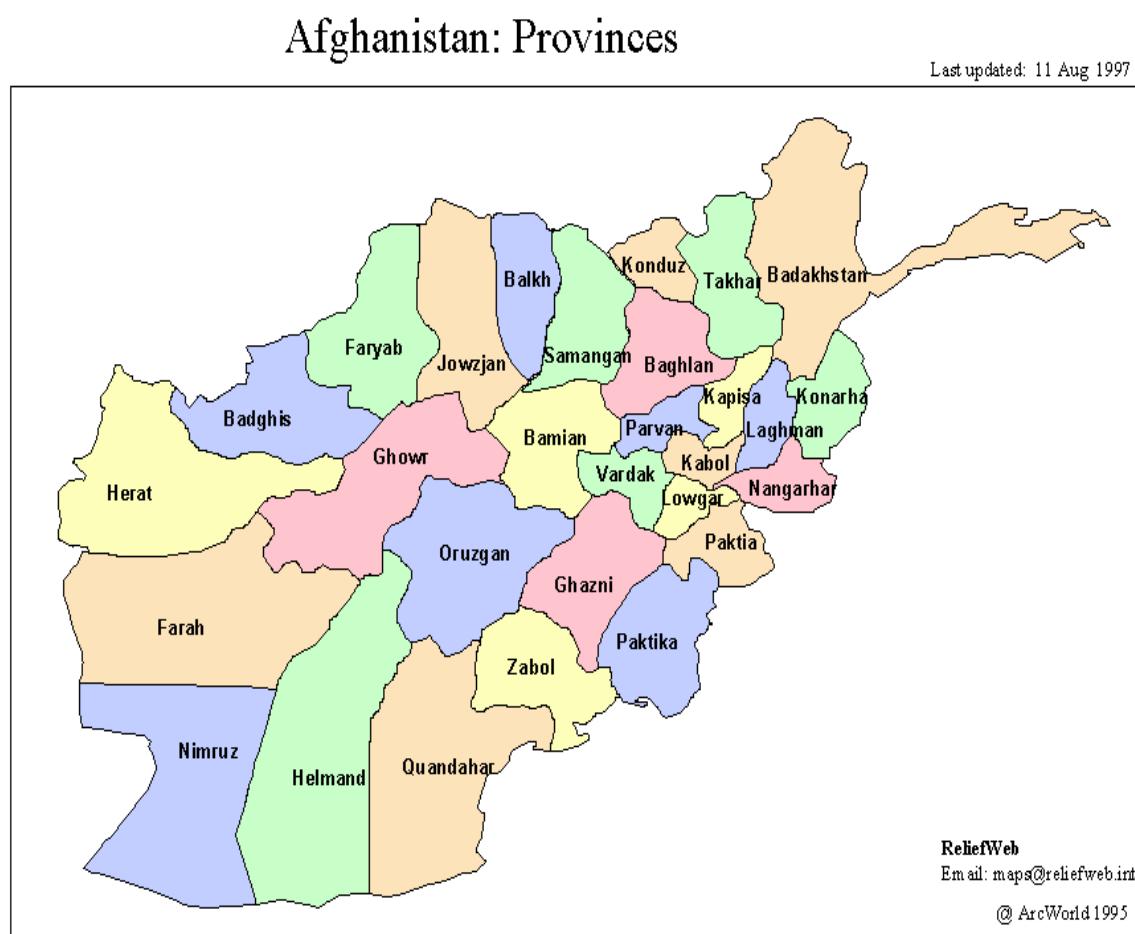 Afghanistan: Provinces
Last updated: 11 Aug 1997
Konduz
Takhar
Badakhstan
Balkh
Faryab
Jowzjan
Samangan
Baghlan
Kapisa
Konarha
Badghis
Bamian
Parvan
Laghman
Ghowr
Kabol
Vardak
Herat
Lowgar
Nangarhar
Oruzgan
Paktia
Ghazni
Farah
Paktika
Zabol
Nimruz
Helmand
Quandahar
ReliefWeb
Email: maps@reliefweb.int
@ ArcWorld 1995